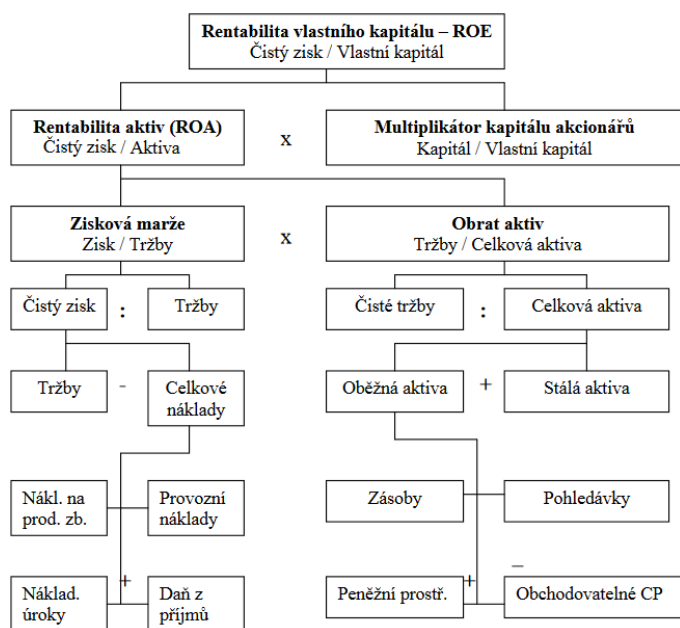 Rentabilita vlastního kapitálu – ROE
Čistý zisk / Vlastní kapitál
Rentabilita aktiv (ROA)
Čistý zisk / Aktiva
x
Multiplikátor kapitálu akcionářů
Kapitál / Vlastní kapitál
Zisková marže
Zisk / Tržby
x
Obrat aktiv
Tržby / Celková aktiva
Čistý zisk
:
Tržby
Čisté tržby
:
Celková aktiva
Tržby
-
Celkové
náklady
Oběžná aktiva
+
Stálá aktiva
Nákl. na
prod. zb.
Provozní
náklady
Zásoby
Pohledávky
Náklad.
úroky
+
Daň z
příjmů
Peněžní prostř.
+
–
Obchodovatelné CP